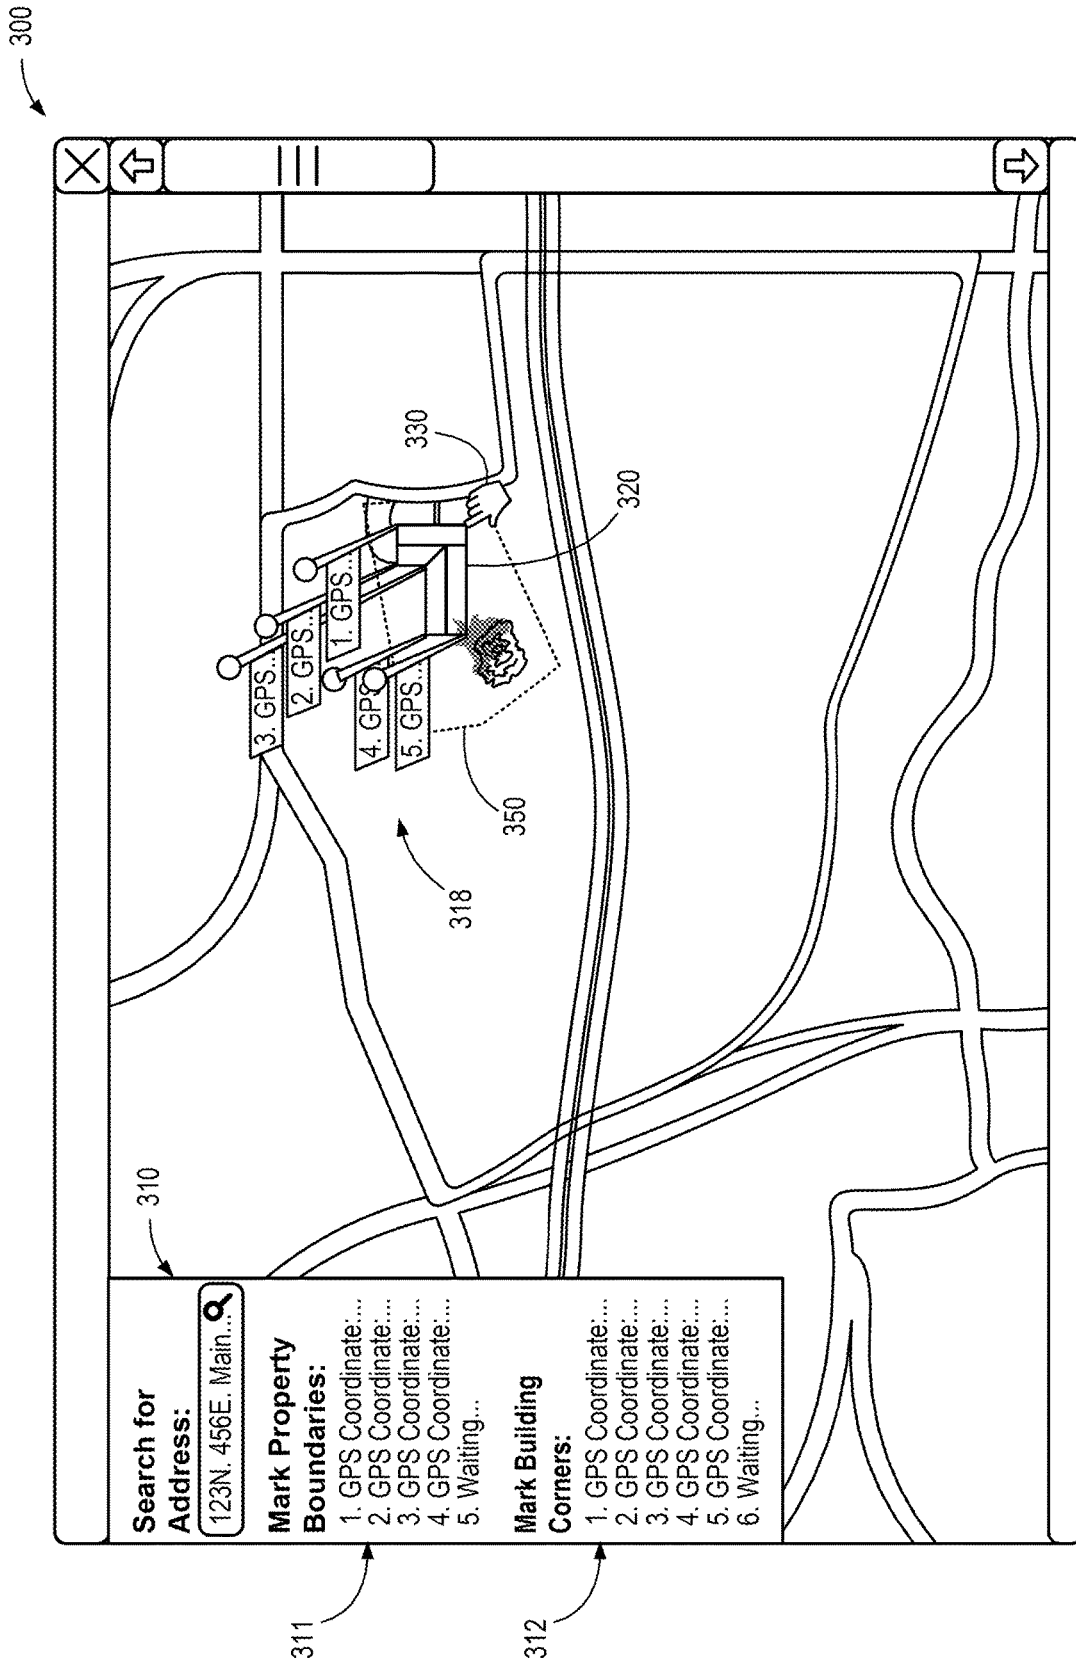 300
310
Search for
Address:
123N. 456E. Main...
Mark Property
Boundaries:
1. GPS Coordinate:...
2. GPS Coordinate:...
3. GPS Coordinate:...
4. GPS Coordinate:...
5. Waiting...
Mark Building
Corners:
1. GPS Coordinate:...
2. GPS Coordinate:...
3. GPS Coordinate:...
4. GPS Coordinate:...
5. GPS Coordinate:...
6. Waiting...
311
312
3. GPS...
2. GPS...
1. GPS...
4. GPS
5. GPS...
330
320
350
318